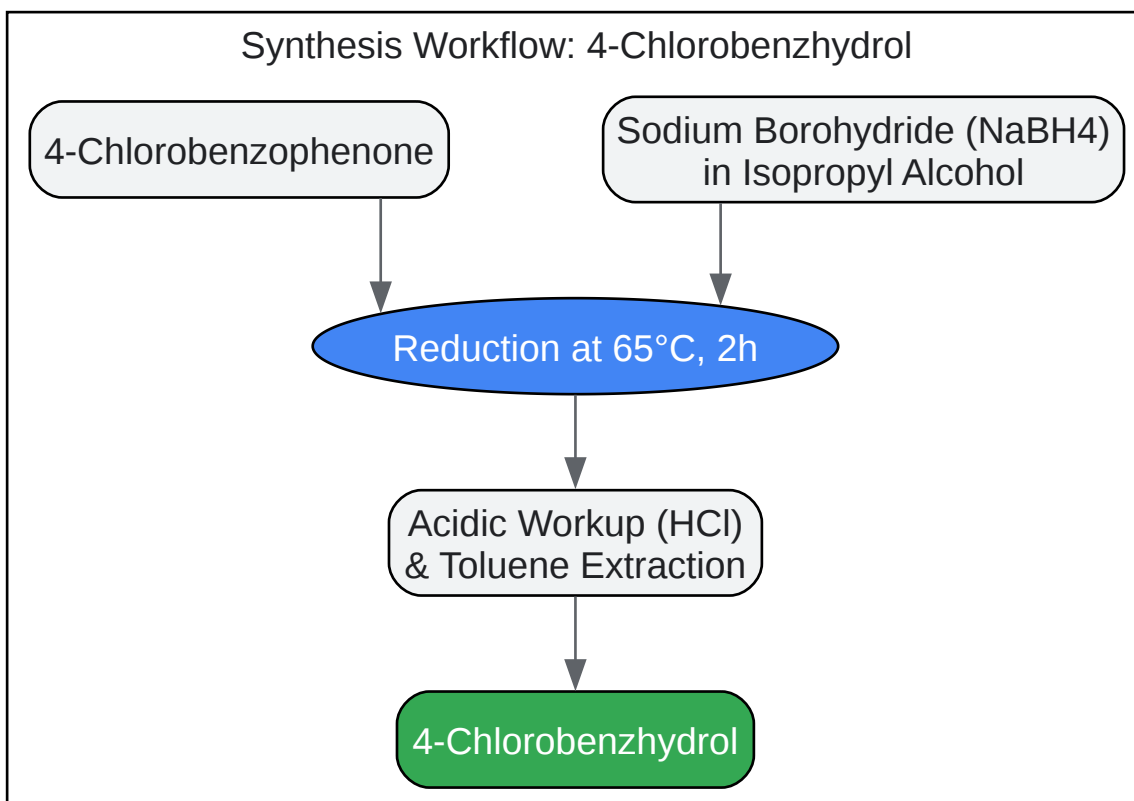 Synthesis Workflow: 4-Chlorobenzhydrol
4-Chlorobenzophenone
Sodium Borohydride (NaBH4)
in Isopropyl Alcohol
Reduction at 65°C, 2h
Acidic Workup (HCl)
& Toluene Extraction
4-Chlorobenzhydrol